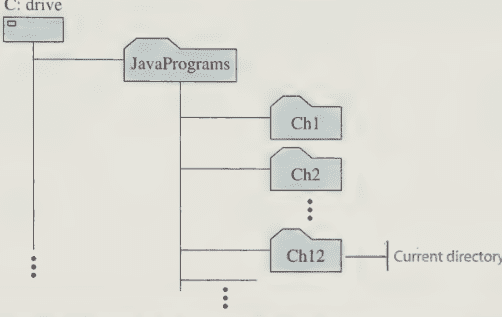 C: drive
JavaPrograms
Ch1
Ch2
Ch12
Current directory